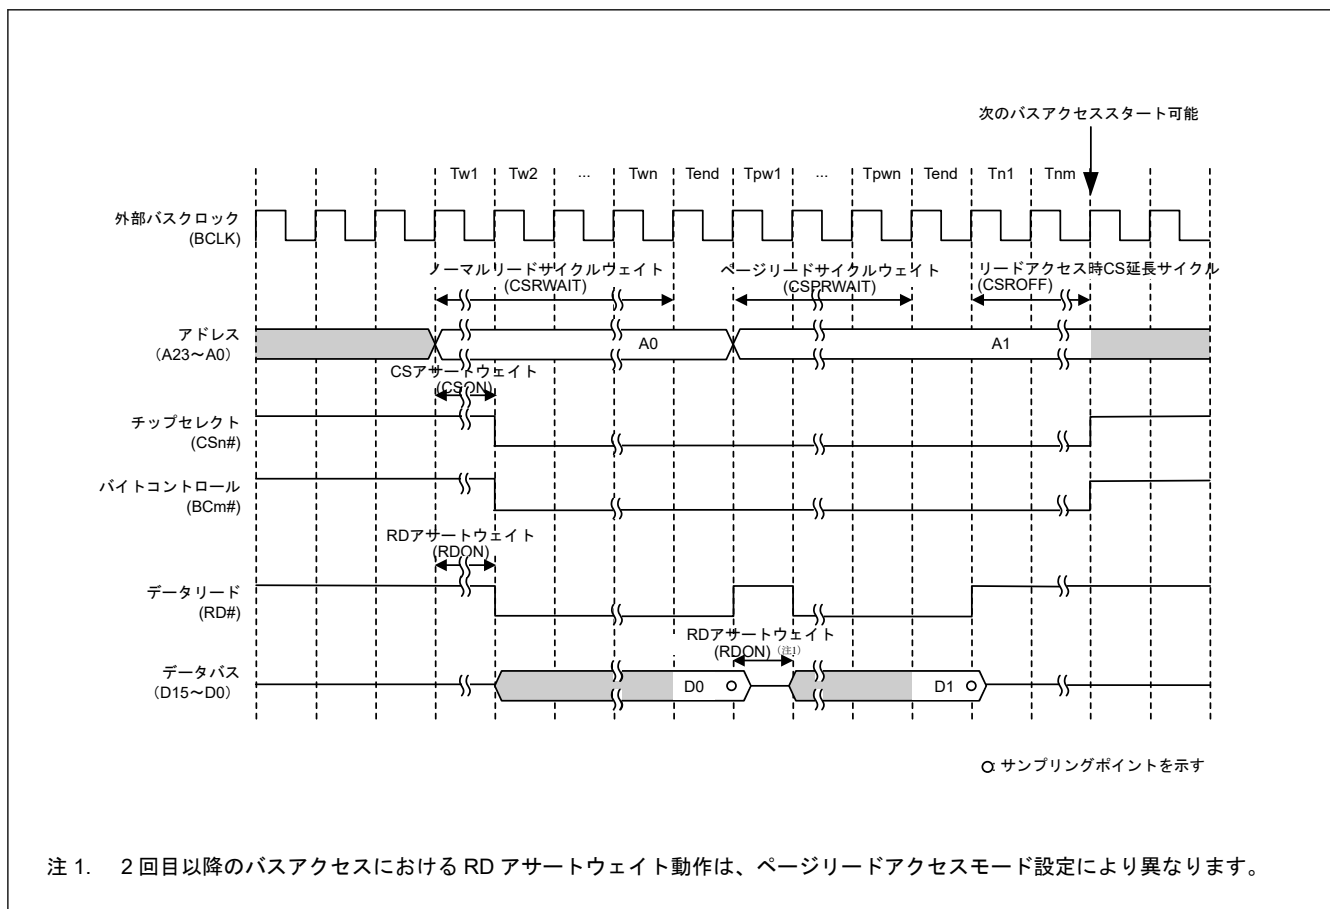 次のバスアクセススタート可能
Tw1 Tw2 ... Twn Tend Tpw1 ... Tpwn Tend Tn1 Tnm
外部バスクロック
(BCLK)
ノーマルリードサイクルウェイト
(CSRWAIT)
ページリードサイクルウェイト
(CSPRWAIT)
リードアクセス時CS延長サイクル
(CSROFF)
アドレス
（A23～A0）
A0
A1
CSアサートウェイト
(CSON)
チップセレクト
(CSn#)
バイトコントロール
(BCm#)
RDアサートウェイト
(RDON)
データリード
(RD#)
RDアサートウェイト
(RDON)（注1）
データバス
（D15～D0）
D0
D1
サンプリングポイントを示す
注 1. 2 回目以降のバスアクセスにおける RD アサートウェイト動作は、ページリードアクセスモード設定により異なります。